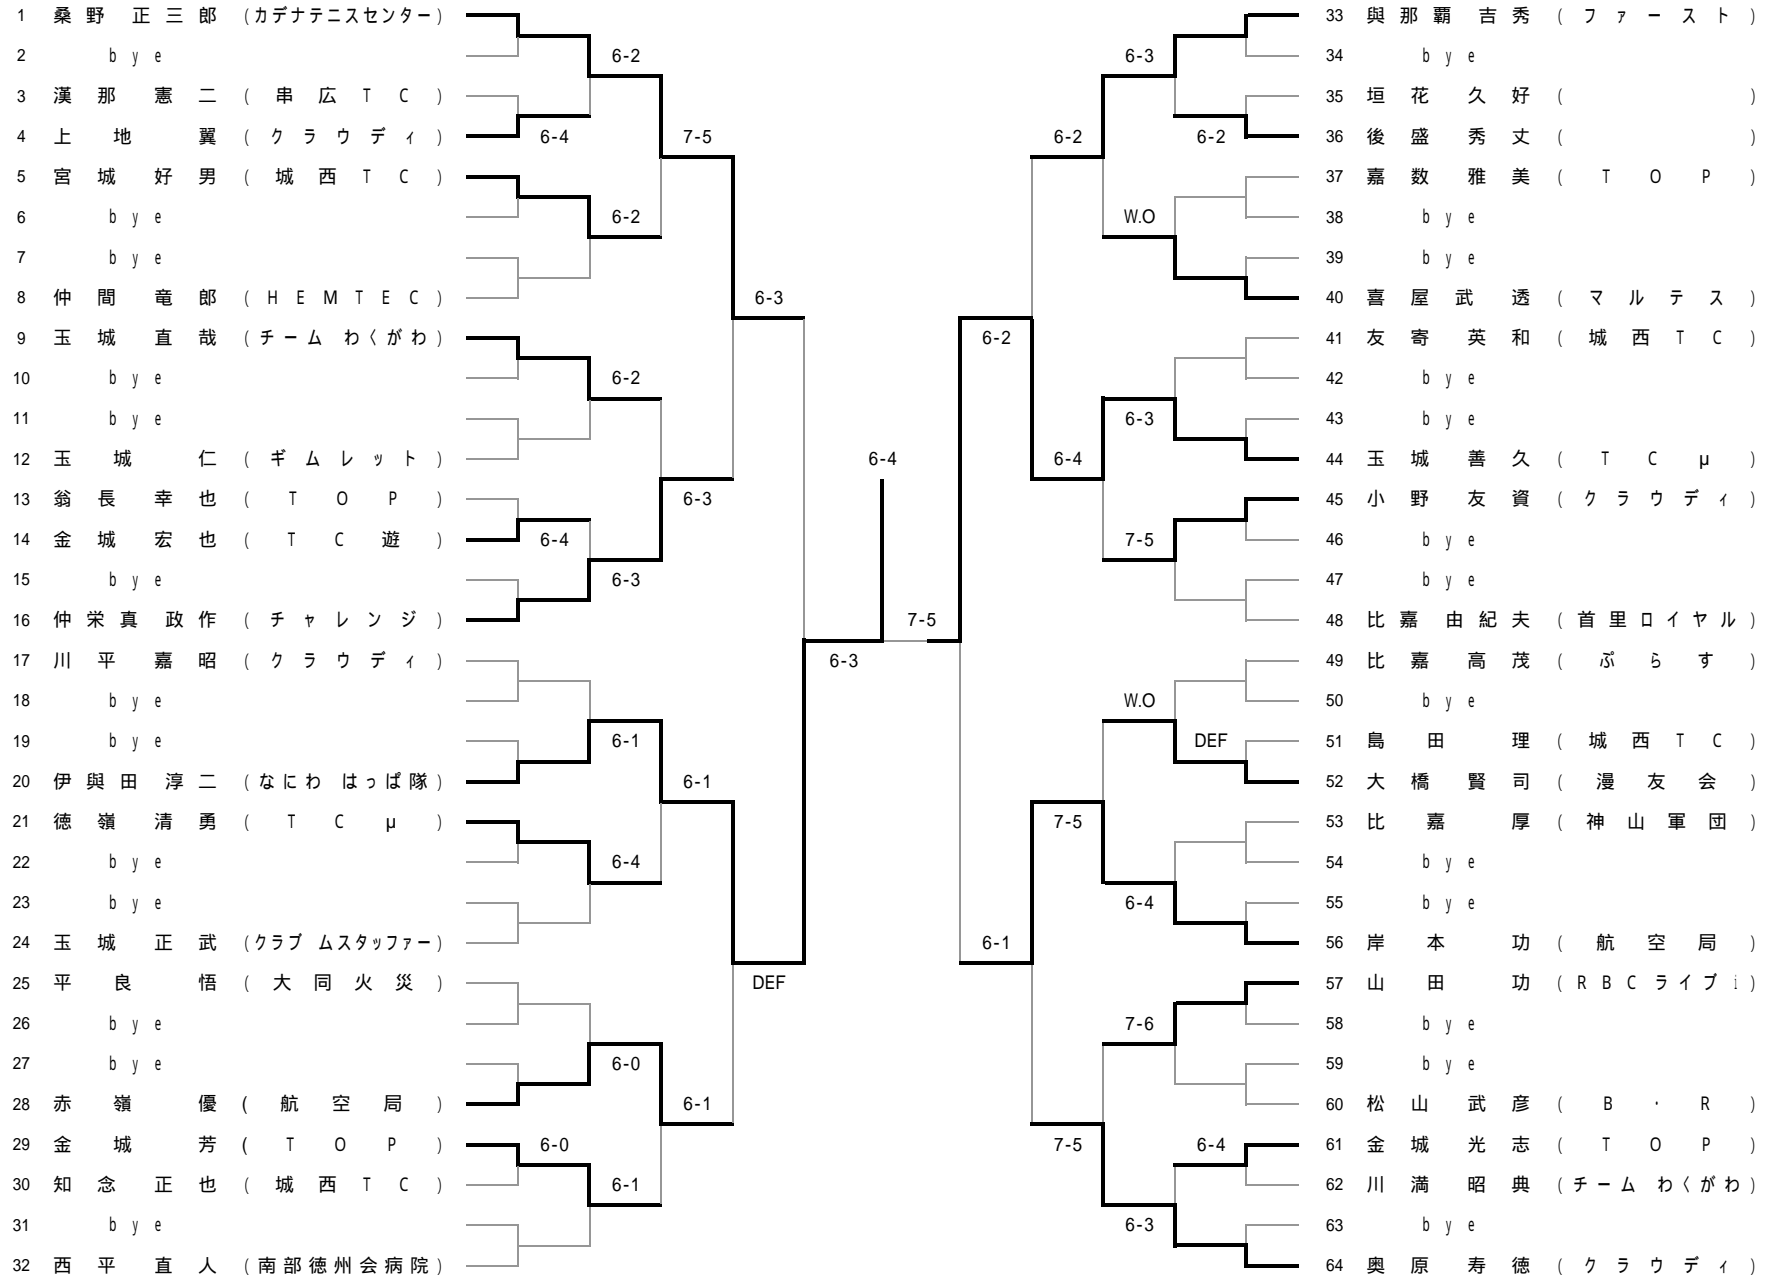 1 桑野 正三郎 (カデナテニスセンター)
2 bye
6-2
3 漢那 憲二 (串広TC)
4 上地 翼 (クラウディ)
6-4
7-5
5 宮城 好男 (城西TC)
6 bye
6-2
7 bye
8 仲間 竜郎 (HEMTEC)
6-3
9 玉城 直哉 (チーム わくがわ)
10 bye
6-2
11 bye
12 玉城 仁 (ギムレット)
13 翁長 幸也 (TOP)
6-3
14 金城 宏也 (TC遊)
6-4
15 bye
6-3
16 仲栄真 政作 (チャレンジ)
17 川平 嘉昭 (クラウディ)
6-3
18 bye
19 bye
6-1
20 伊與田 淳二 (なにわ はっぱ隊)
6-1
21 徳嶺 清勇 (TCμ)
22 bye
6-4
23 bye
24 玉城 正武 (クラブ ムスタッファー)
25 平良 悟 (大同火災)
DEF
26 bye
27 bye
6-0
28 赤嶺 優 (航空局)
6-1
29 金城 芳 (TOP)
6-0
30 知念 正也 (城西TC)
6-1
31 bye
32 西平 直人 (南部徳州会病院)
6-4
7-5
33 與那覇 吉秀 (ファースト)
6-3
34 bye
35 垣花 久好 ( )
6-2
6-2
36 後盛 秀丈 ( )
37 嘉数 雅美 (TOP)
W.O
38 bye
39 bye
40 喜屋武 透 (マルテス)
6-2
41 友寄 英和 (城西TC)
42 bye
6-3
43 bye
6-4
44 玉城 善久 (TCμ)
45 小野 友資 (クラウディ)
7-5
46 bye
47 bye
48 比嘉 由紀夫 (首里ロイヤル)
49 比嘉 高茂 (ぷらす)
W.O
50 bye
DEF
51 島田 理 (城西TC)
52 大橋 賢司 (漫友会)
7-5
53 比嘉 厚 (神山軍団)
54 bye
6-4
55 bye
6-1
56 岸本 功 (航空局)
57 山田 功 (RBCライブi)
7-6
58 bye
59 bye
60 松山 武彦 (B・R)
7-5
6-4
61 金城 光志 (TOP)
62 川満 昭典 (チーム わくがわ)
6-3
63 bye
64 奥原 寿徳 (クラウディ)